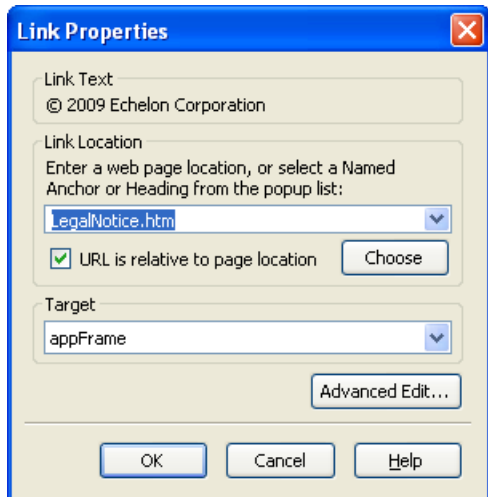 Link Properties
Link Text
© 2009 Echelon Corporation
Link Location
Enter a web page location, or select a Named
Anchor or Heading from the popup list:
LegalNotice.htm
URL is relative to page location
Choose
Target
appFrame
Advanced Edit...
OK
Cancel
Help